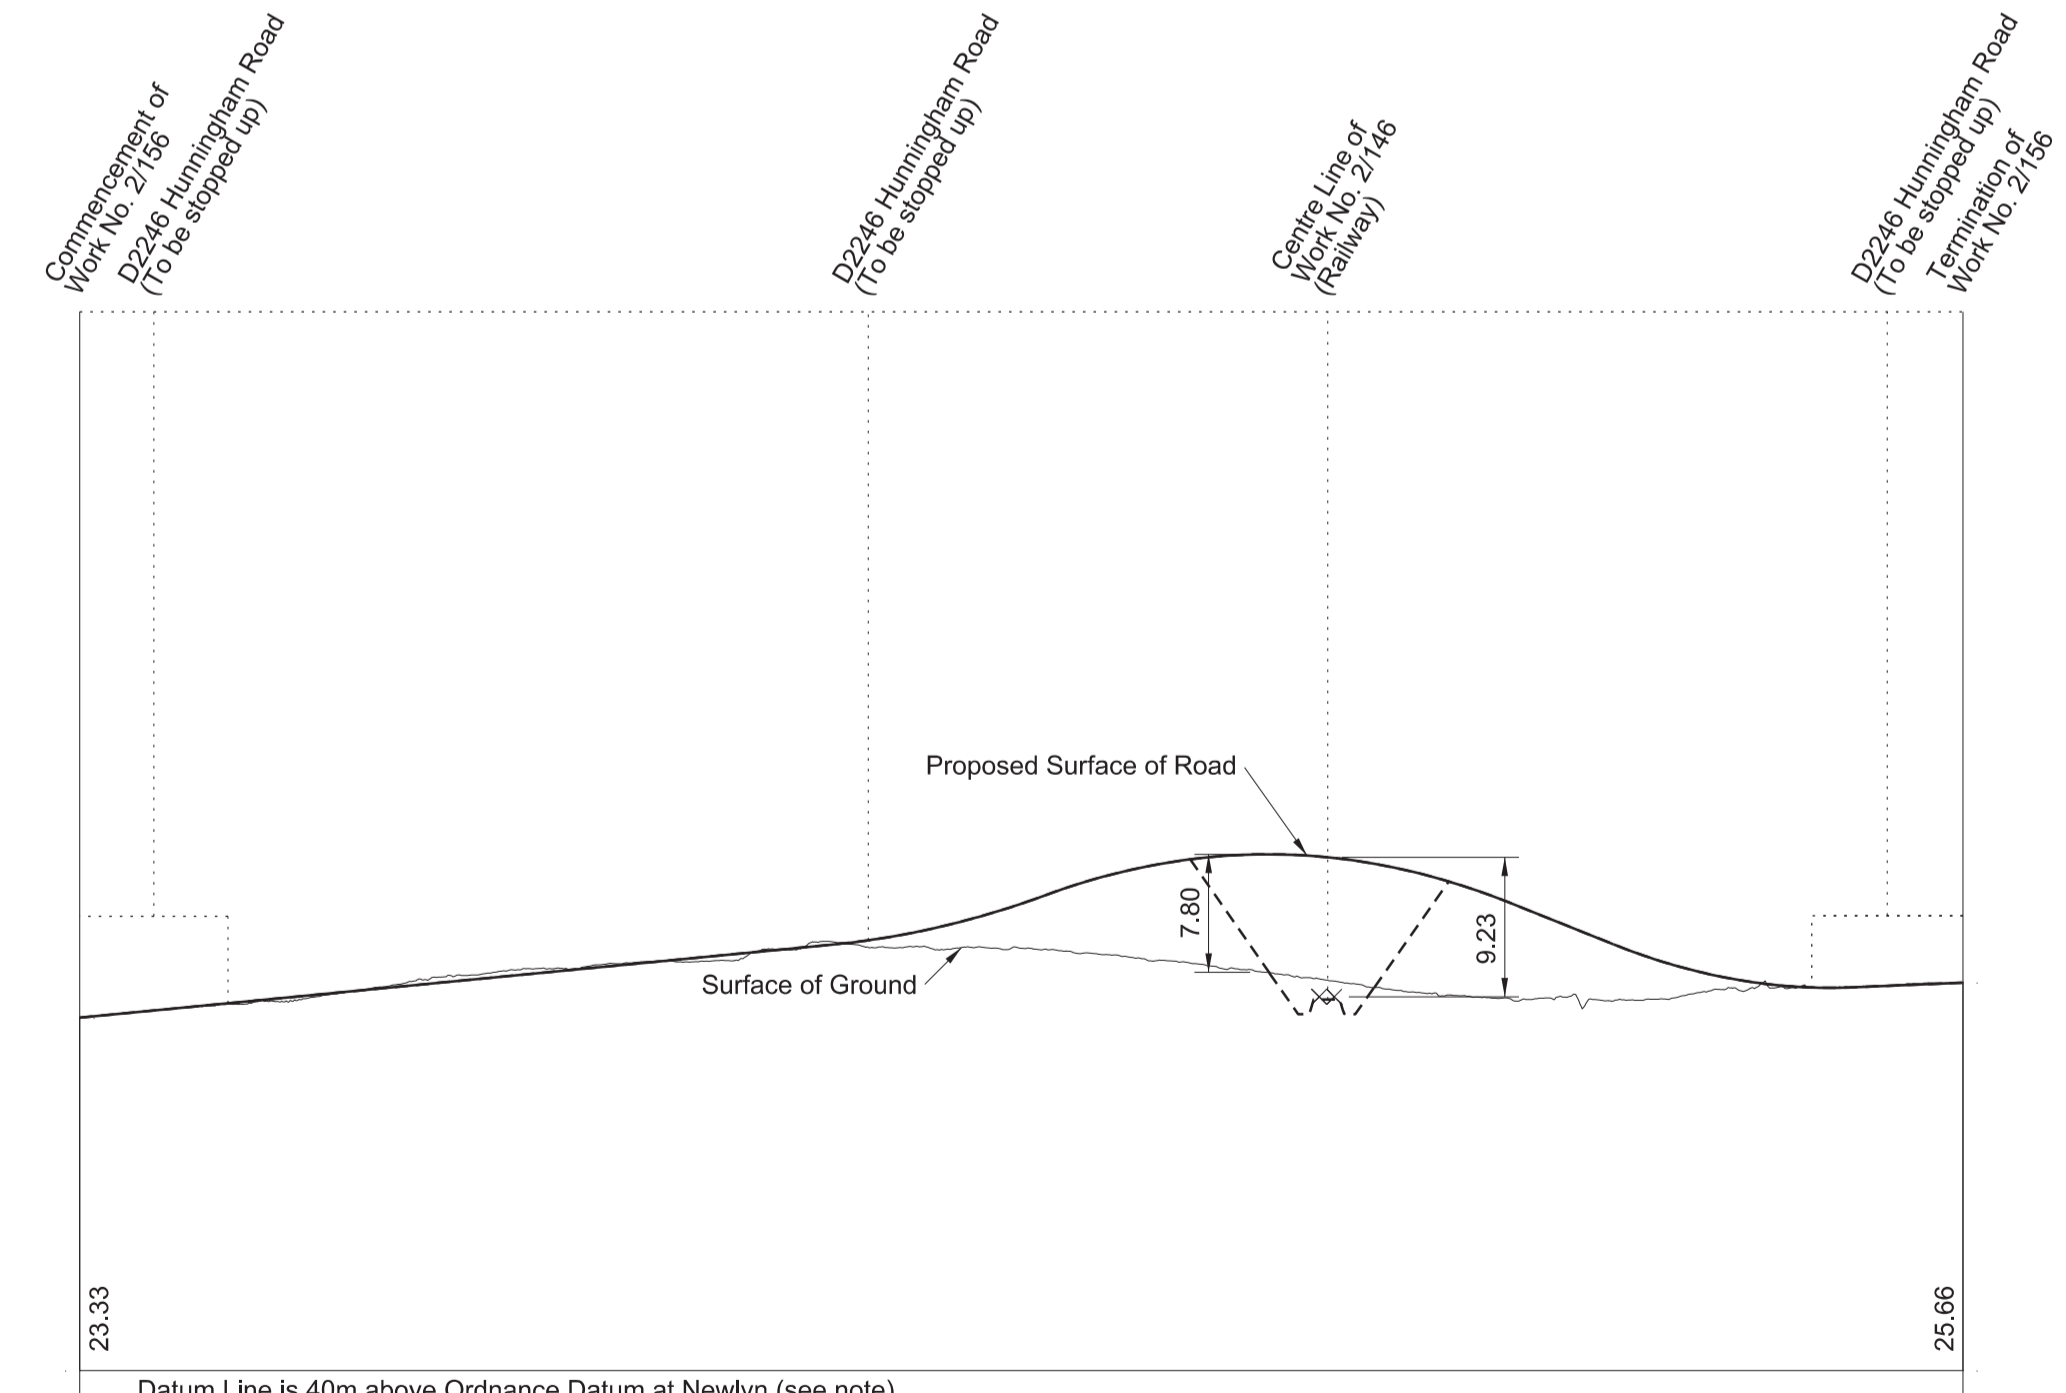 Commencement of
Work No. 2/156
D2246 Hunningham Road
(To be stopped up)
D2246 Hunningham Road
(To be stopped up)
Centre Line of
Work No. 2/146
(Railway)
D2246 Hunningham Road
(To be stopped up)
Termination of
Work No. 2/156
Proposed Surface of Road
7.80
9.23
Surface of Ground
23.33
25.66
Datum Line is 40m above Ordnance Datum at Newlyn (see note)